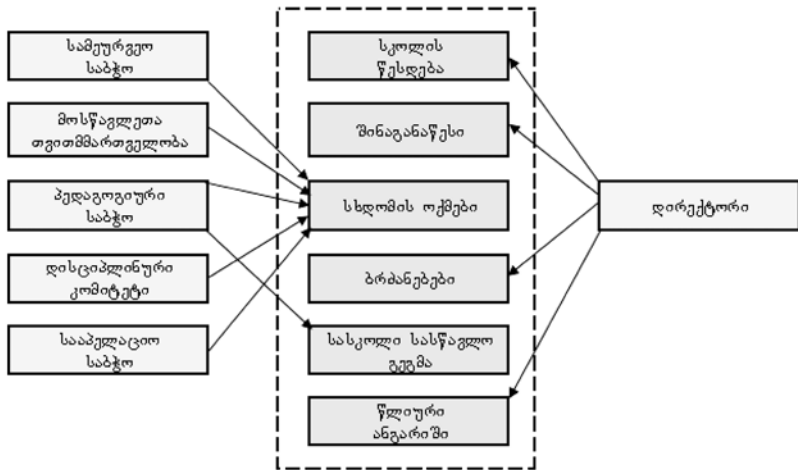 სამეურვეო
საბჭო
მოსწავლეთა
თვითმმართველობა
პედაგოგიური
საბჭო
დისციპლინური
კომიტეტი
სააპელაციო
საბჭო
სკოლის
წესდება
შინაგანაწესი
სხდომის ოქმები
ბრძანებები
სასკოლი სასწავლო
გეგმა
წლიური
ანგარიში
დირექტორი